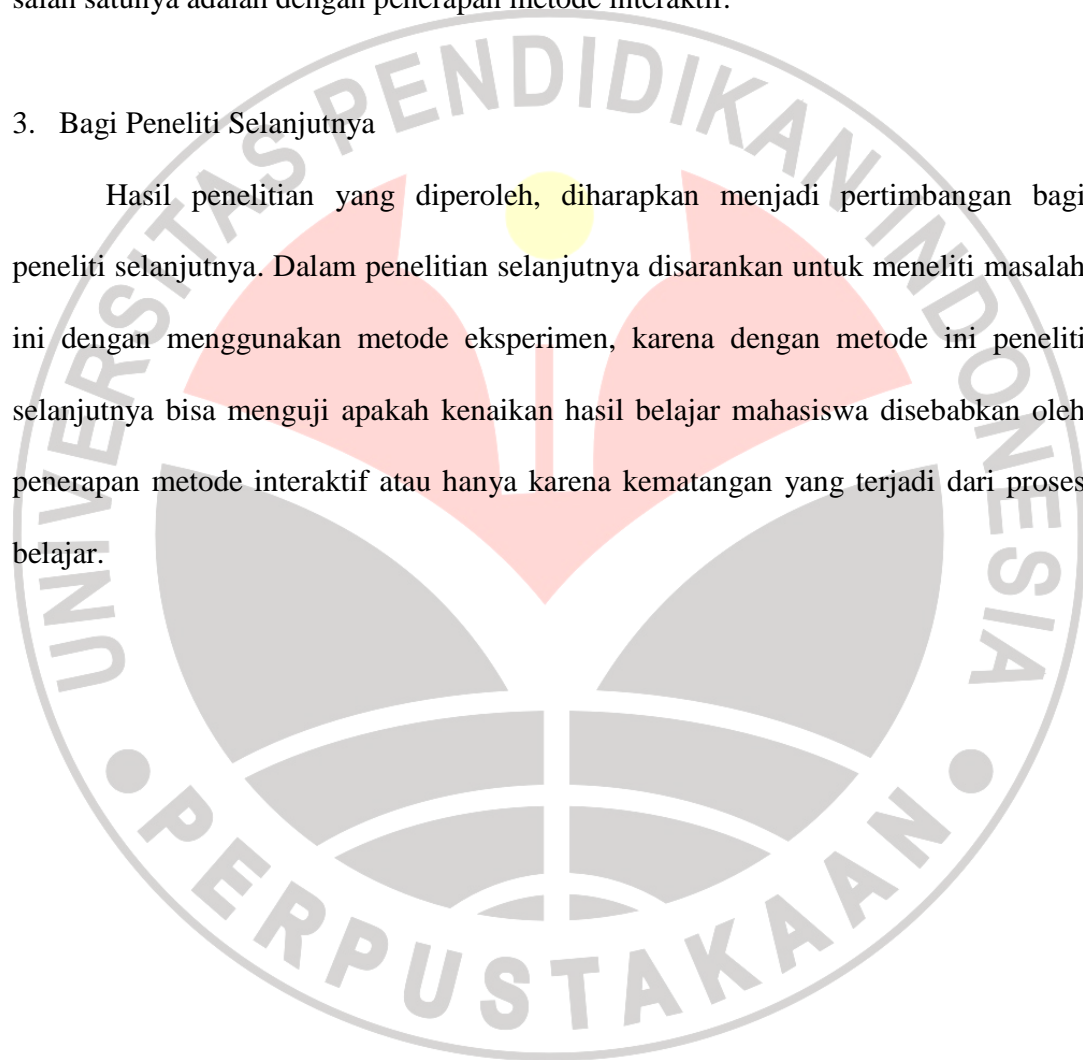 salah satunya adalah dengan penerapan metode interaktif.
3. Bagi Peneliti Selanjutnya
Hasil penelitian yang diperoleh, diharapkan menjadi pertimbangan bagi
peneliti selanjutnya. Dalam penelitian selanjutnya disarankan untuk meneliti masalah
ini dengan menggunakan metode eksperimen, karena dengan metode ini peneliti
selanjutnya bisa menguji apakah kenaikan hasil belajar mahasiswa disebabkan oleh
penerapan metode interaktif atau hanya karena kematangan yang terjadi dari proses
belajar.
UNIVERSITAS PENDIDIKAN INDONESIA
PERPUSTAKAAN